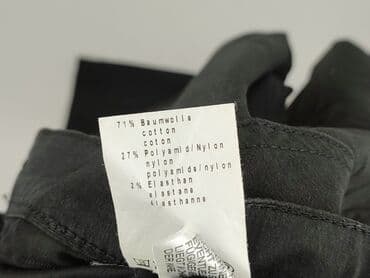 71% Baumwolle
cotton
coton
27% Polyamid/Nylon
nylon
polyamide/nylon
2% Elasthan
elastane
élasthanne